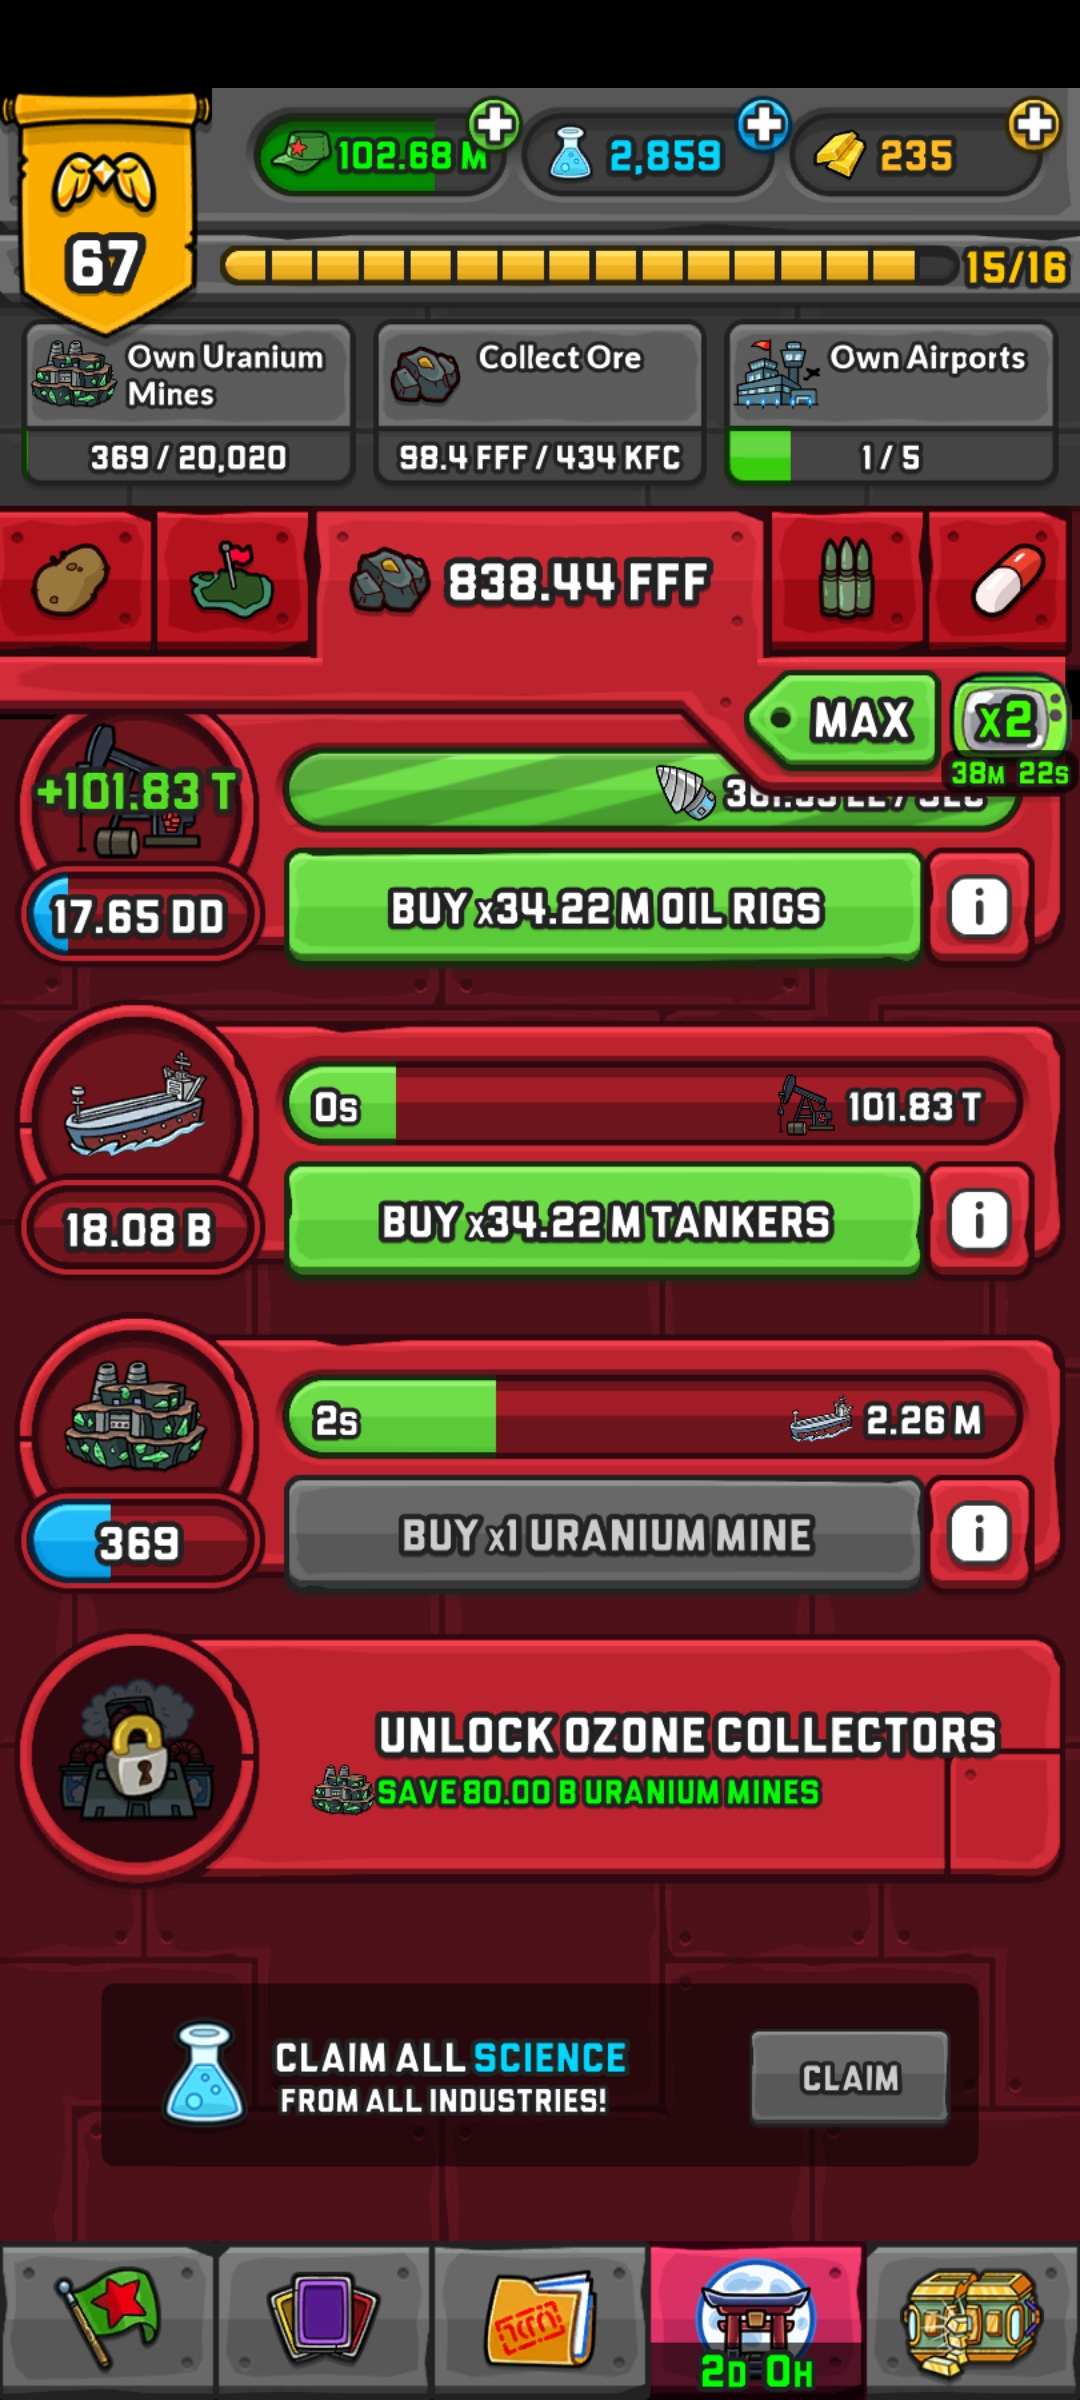 102.68 M
2,859
235
67
15/16
Own Uranium
Mines
369 / 20,020
Collect Ore
98.4 FFF / 434 KFC
Own Airports
1 / 5
838.44 FFF
MAX
x2
38M 22S
+101.83 T
17.65 DD
BUY x34.22 M OIL RIGS
i
0s
101.83 T
18.08 B
BUY x34.22 M TANKERS
i
2s
2.26 M
369
BUY x1 URANIUM MINE
i
UNLOCK OZONE COLLECTORS
SAVE 80.00 B URANIUM MINES
CLAIM ALL SCIENCE
FROM ALL INDUSTRIES!
CLAIM
2D 0H